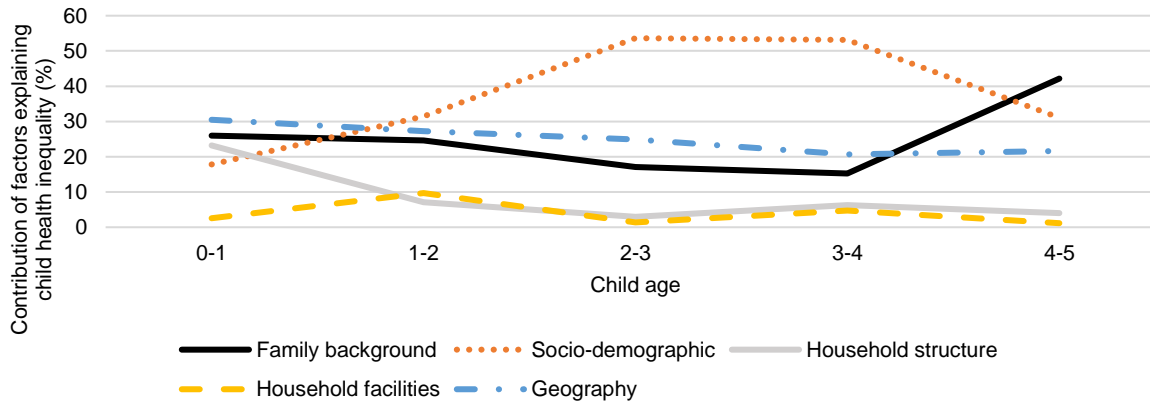 Contribution of factors explaining
child health inequality (%)
60
50
40
30
20
10
0
0-1 1-2 2-3 3-4 4-5
Child age
Family background Socio-demographic Household structure
Household facilities Geography